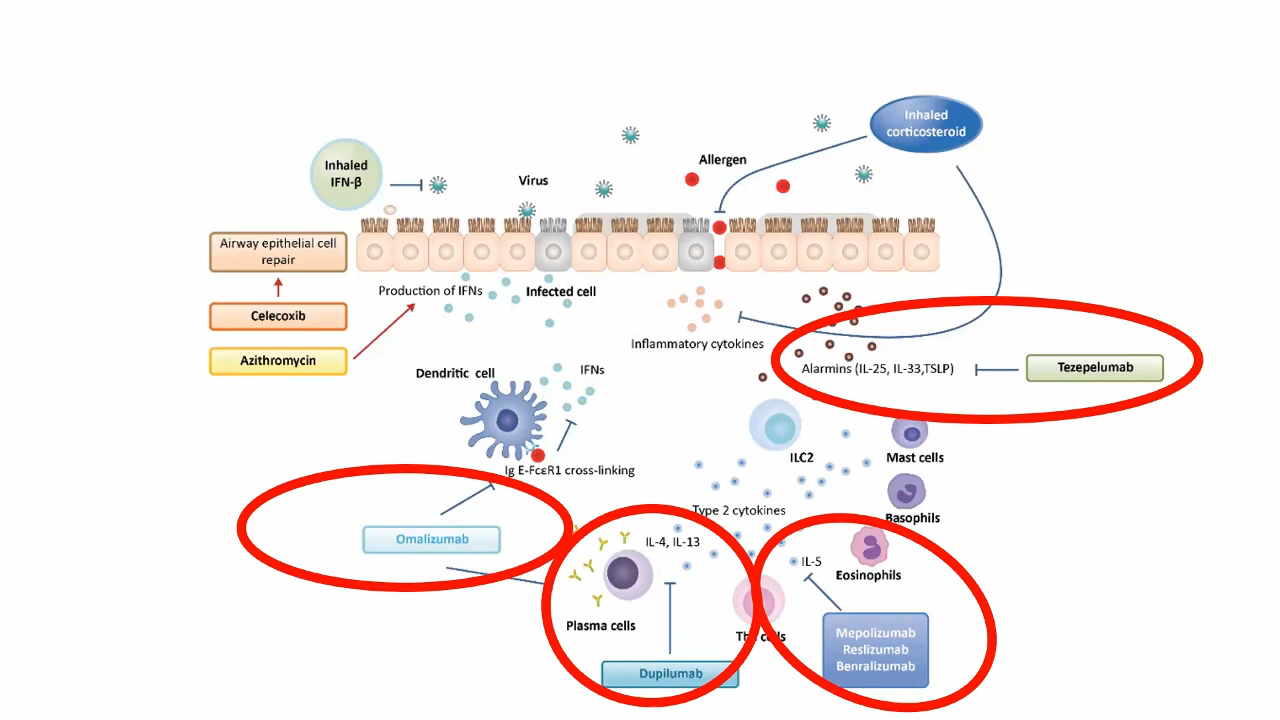 Inhaled
corticosteroid
Allergen
Inhaled
IFN-β
Virus
Airway epithelial cell
repair
Production of IFNs
Infected cell
Celecoxib
Inflammatory cytokines
Azithromycin
Alarmins (IL-25, IL-33,TSLP)
Tezepelumab
Dendritic cell
IFNs
ILC2
Mast cells
Ig E-FcεR1 cross-linking
Type 2 cytokines
Basophils
Omalizumab
IL-4, IL-13
IL-5
Eosinophils
Plasma cells
cells
Mepolizumab
Reslizumab
Benralizumab
Dupilumab